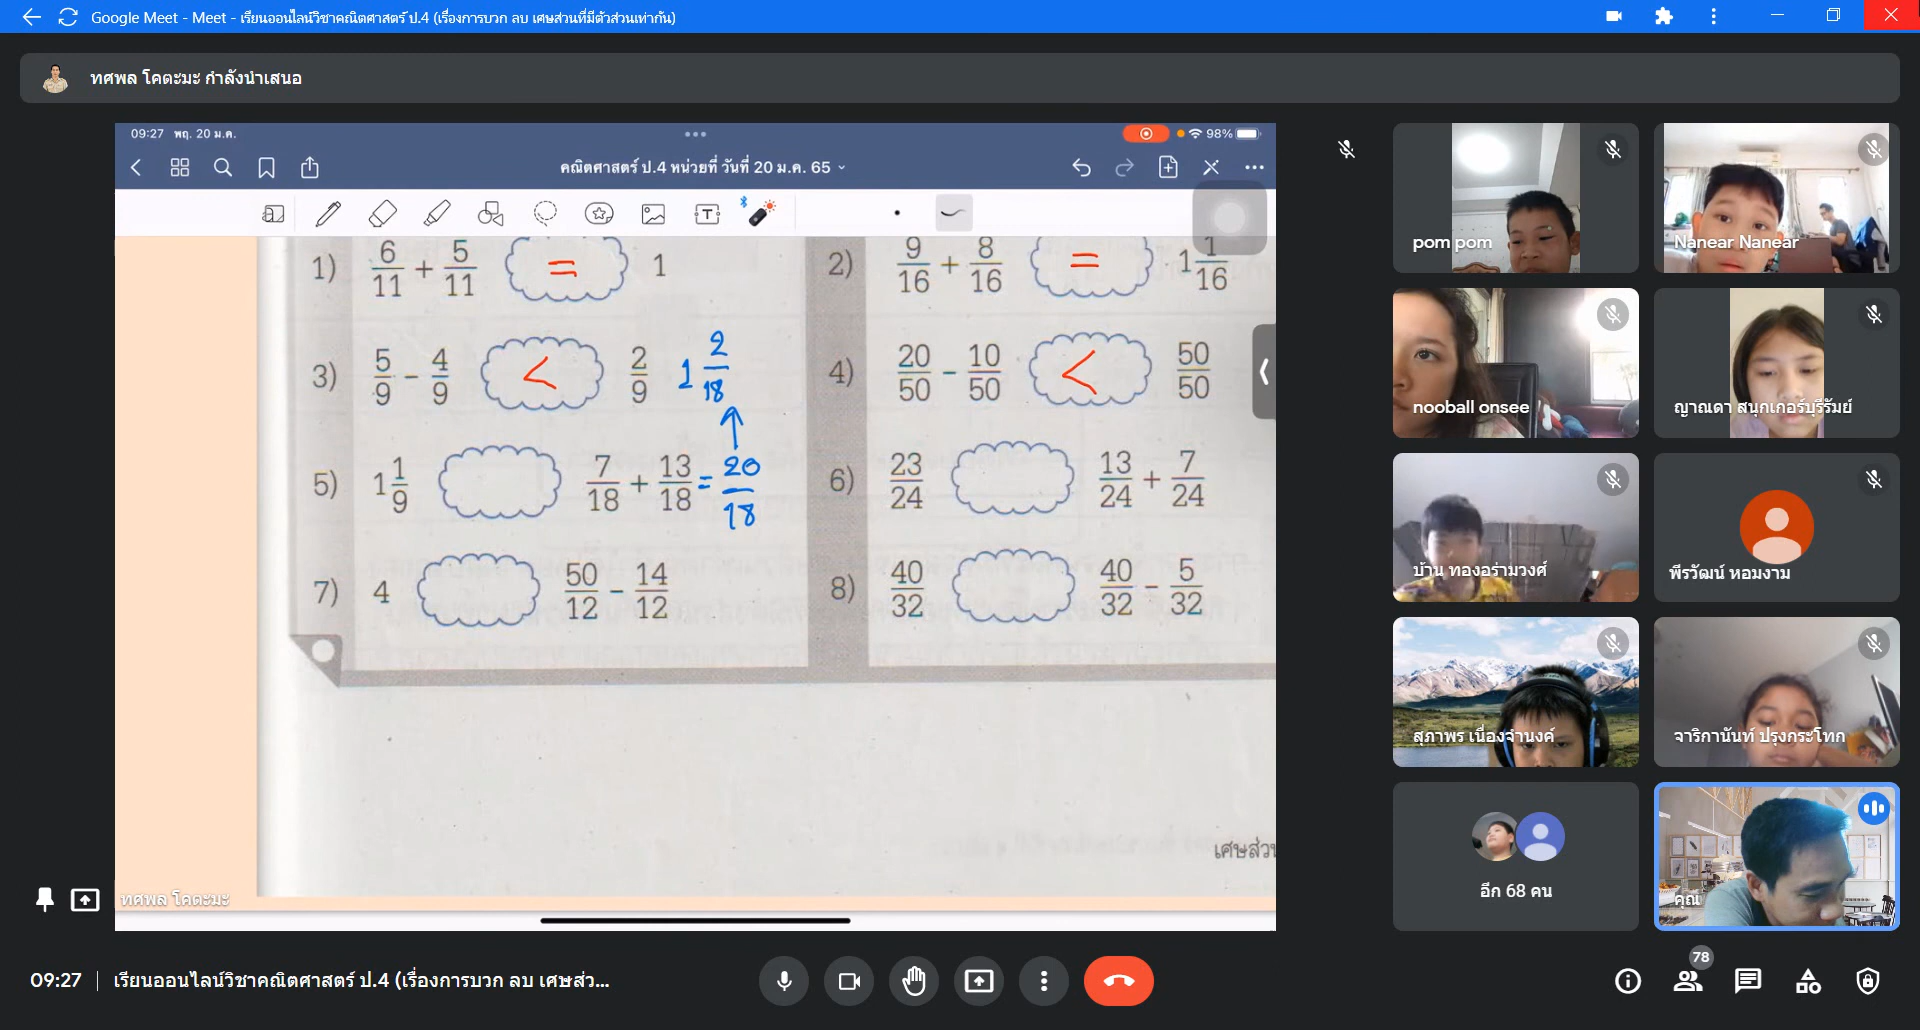 Google Meet - Meet - เรียนออนไลน์วิชาคณิตศาสตร์ ป.4 (เรื่องการบวก ลบ เศษส่วนที่มีตัวส่วนเท่ากัน)
ทศพล โคตะมะ กำลังนำเสนอ
09:27 พฤ. 20 ม.ค.
98%
คณิตศาสตร์ ป.4 หน่วยที่ วันที่ 20 ม.ค. 65
1) 6/11 + 5/11 = 1
2) 9/16 + 8/16 = 1 1/16
3) 5/9 - 4/9 < 2/9 1 2/18
4) 20/50 - 10/50 < 50/50
5) 1 1/9 7/18 + 13/18 = 20/18
6) 23/24 13/24 + 7/24
7) 4 50/12 - 14/12
8) 40/32 40/32 - 5/32
เศษส่วน
ทศพล โคตะมะ
pom pom
Nanear Nanear
nooball onsee
ญาณดา สนุกเกอร์บุรีรัมย์
บ้าน ทองอร่ามวงศ์
พีรวัฒน์ หอมงาม
สุภาพร เนื่องจำนงค์
จาริกานันท์ ปรุงกระโทก
อีก 68 คน
คุณ
09:27 | เรียนออนไลน์วิชาคณิตศาสตร์ ป.4 (เรื่องการบวก ลบ เศษส่ว...
78